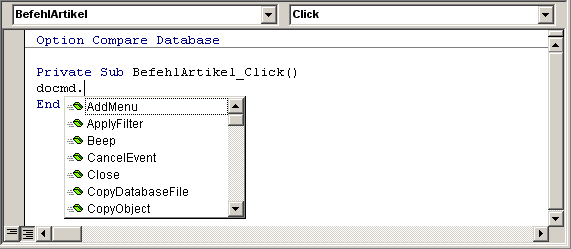 BefehlArtikel Click
Option Compare Database
Private Sub BefehlArtikel_Click()
docmd.
End
AddMenu
ApplyFilter
Beep
CancelEvent
Close
CopyDatabaseFile
CopyObject